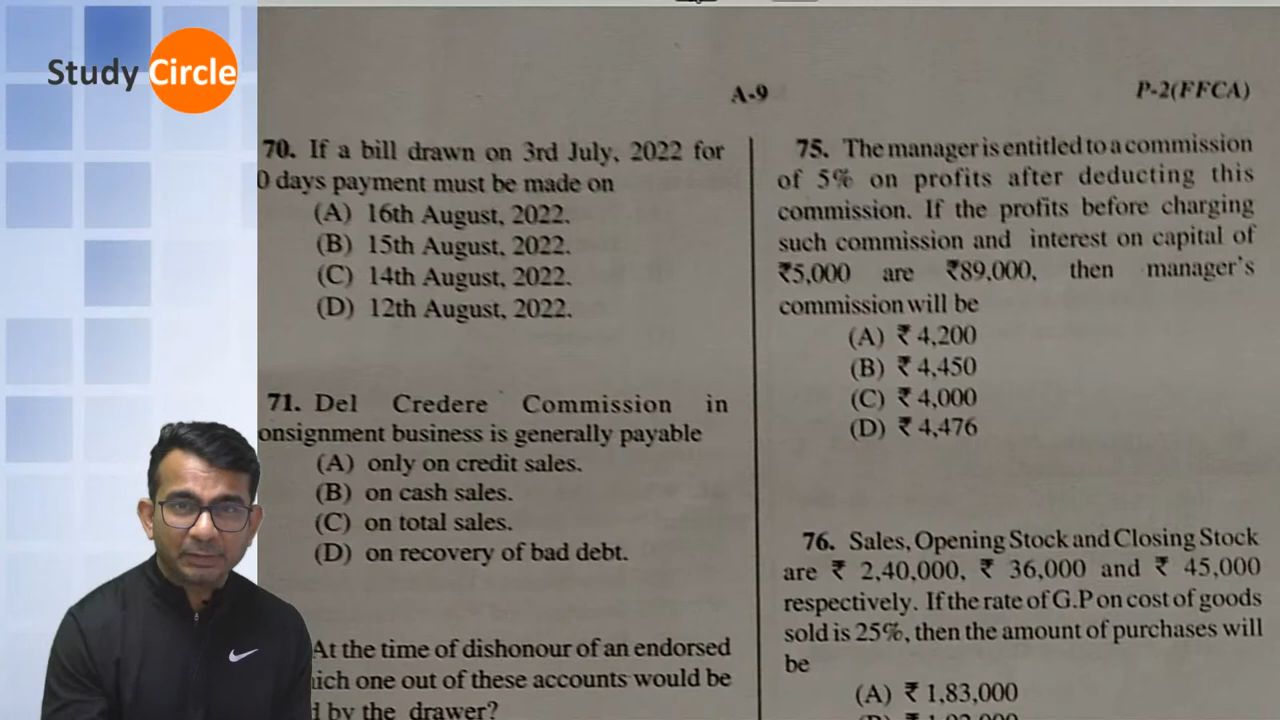 Study Circle
A-9
P-2(FFCA)
70. If a bill drawn on 3rd July, 2022 for
0 days payment must be made on
(A) 16th August, 2022.
(B) 15th August, 2022.
(C) 14th August, 2022.
(D) 12th August, 2022.
71. Del Credere Commission in
onsignment business is generally payable
(A) only on credit sales.
(B) on cash sales.
(C) on total sales.
(D) on recovery of bad debt.
At the time of dishonour of an endorsed
ich one out of these accounts would be
by the drawer?
75. The manager is entitled to a commission
of 5% on profits after deducting this
commission. If the profits before charging
such commission and interest on capital of
₹5,000 are ₹89,000, then manager's
commission will be
(A) ₹ 4,200
(B) ₹ 4,450
(C) ₹ 4,000
(D) ₹ 4,476
76. Sales, Opening Stock and Closing Stock
are ₹ 2,40,000, ₹ 36,000 and ₹ 45,000
respectively. If the rate of G.P on cost of goods
sold is 25%, then the amount of purchases will
be
(A) ₹ 1,83,000